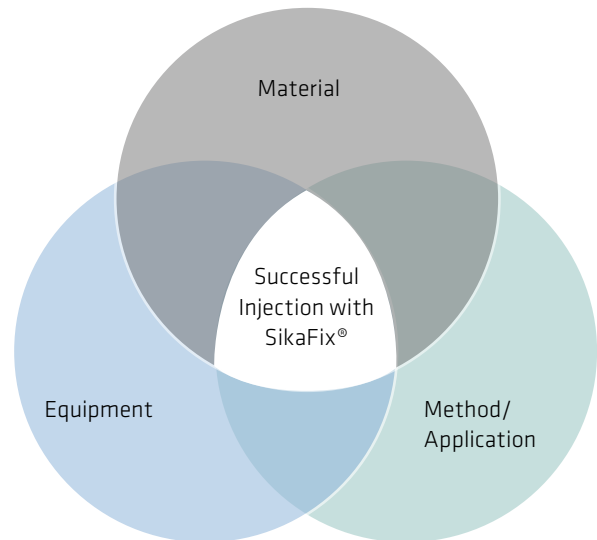 Material
Successful
Injection with
SikaFix®
Equipment
Method/
Application